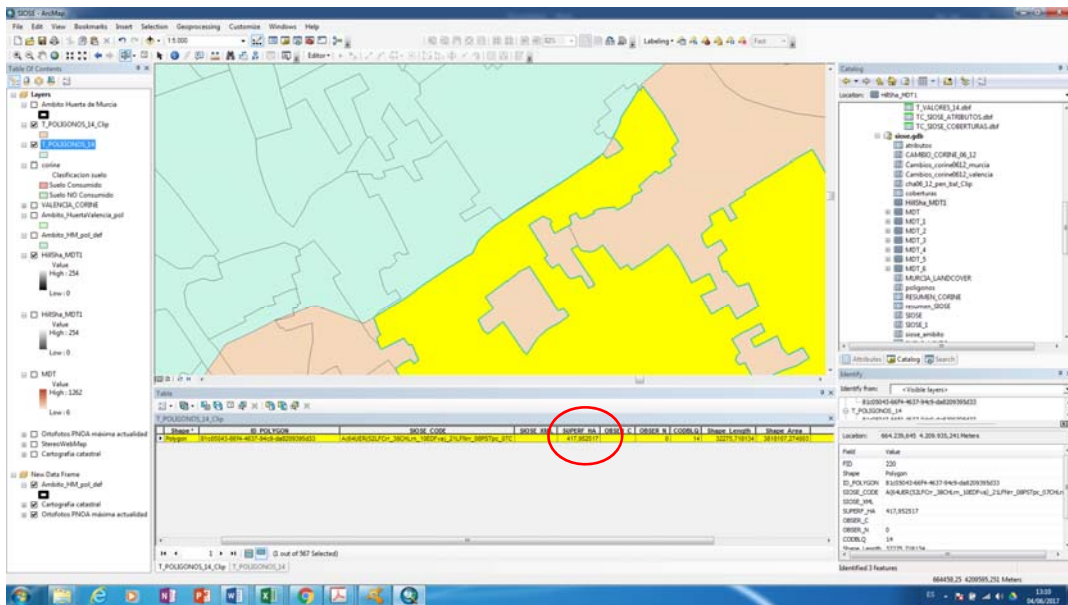 SIOSE - ArcMap
File Edit View Bookmarks Insert Selection Geoprocessing Customize Windows Help
1:5.000
Labeling
Fast
Editor
Table Of Contents
Layers
Ambito Huerta de Murcia
T_POLIGONOS_14_Clip
T_POLIGONOS_14
corine
Clasificacion suelo
Suelo Consumido
Suelo NO Consumido
VALENCIA_CORINE
Ambito_HuertaValencia_pol
Ambito_HM_pol_def
HillSha_MDT1
Value
High : 254
Low : 0
HillSha_MDT1
Value
High : 254
Low : 0
MDT
Value
High : 1262
Low : 6
Ortofotos PNOA máxima actualidad
StereoWebMap
Cartografia catastral
New Data Frame
Ambito_HM_pol_def
Cartografia catastral
Ortofotos PNOA máxima actualidad
Table
T_POLIGONOS_14_Clip
Shape * ID_POLYGON SIOSE_CODE SIOSE_XML SUPERF_HA OBSER_C OBSER_N CODBLQ Shape_Length Shape_Area
Polygon 417,952517 0 14
1 (1 out of 567 Selected)
T_POLIGONOS_14_Clip T_POLIGONOS_14
Catalog
Location: HillSha_MDT1
T_VALORES_14.dbf
TC_SIOSE_ATRIBUTOS.dbf
TC_SIOSE_COBERTURAS.dbf
siose.gdb
atributos
CAMBIO_CORINE_06_12
Cambios_corine0612_murcia
Cambios_corine0612_valencia
cha06_12_pen_bal_Clip
coberturas
HillSha_MDT1
MDT
MDT_1
MDT_2
MDT_3
MDT_4
MDT_5
MDT_6
MURCIA_LANDCOVER
poligonos
RESUMEN_CORINE
resumen_SIOSE
SIOSE
SIOSE_1
siose_ambito
Attributes Catalog Search
Identify
Identify from: <Visible layers>
T_POLIGONOS_14
Location: 664.239,645 4.209.935,241 Meters
Field Value
FID 220
Shape Polygon
ID_POLYGON
SIOSE_CODE
SIOSE_XML
SUPERF_HA 417,952517
OBSER_C
OBSER_N 0
CODBLQ 14
Identified 3 features
664458,25 4209595,251 Meters
ES
13:10
04/06/2017